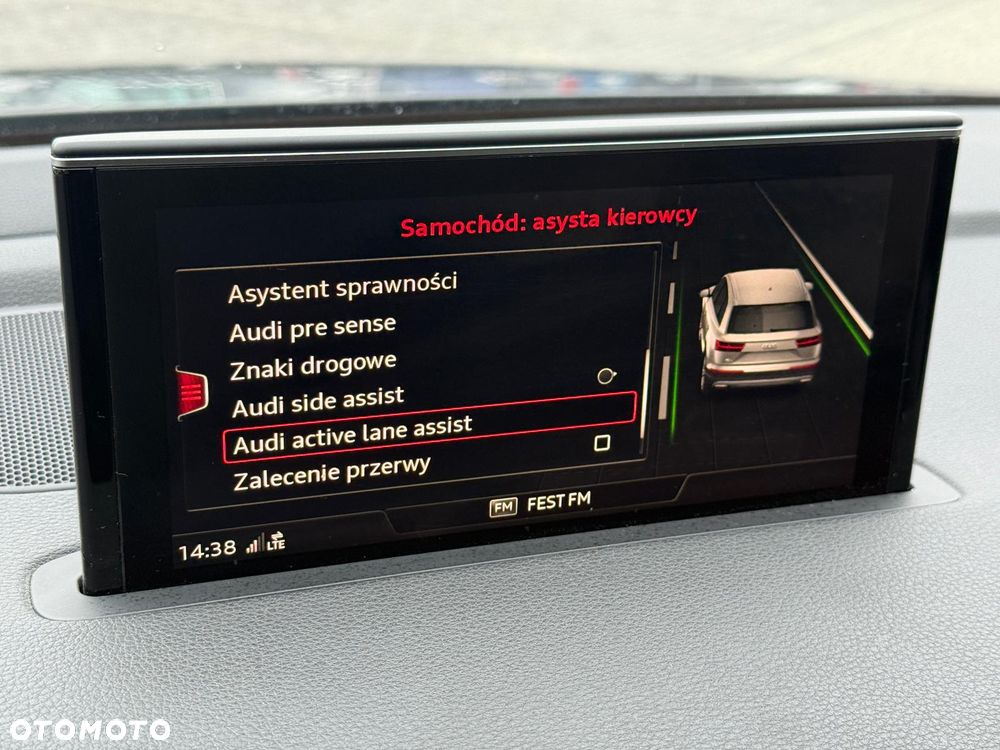 Samochód: asysta kierowcy
Asystent sprawności
Audi pre sense
Znaki drogowe
Audi side assist
Audi active lane assist
Zalecenie przerwy
FM FEST FM
14:38 LTE
OTOMOTO